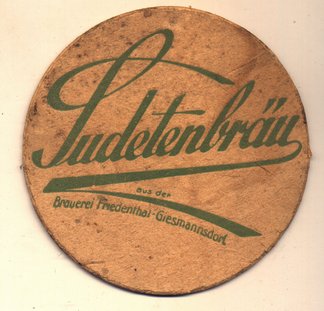 Sudetenbräu
aus der
Brauerei Friedenthal-Giesmannsdorf